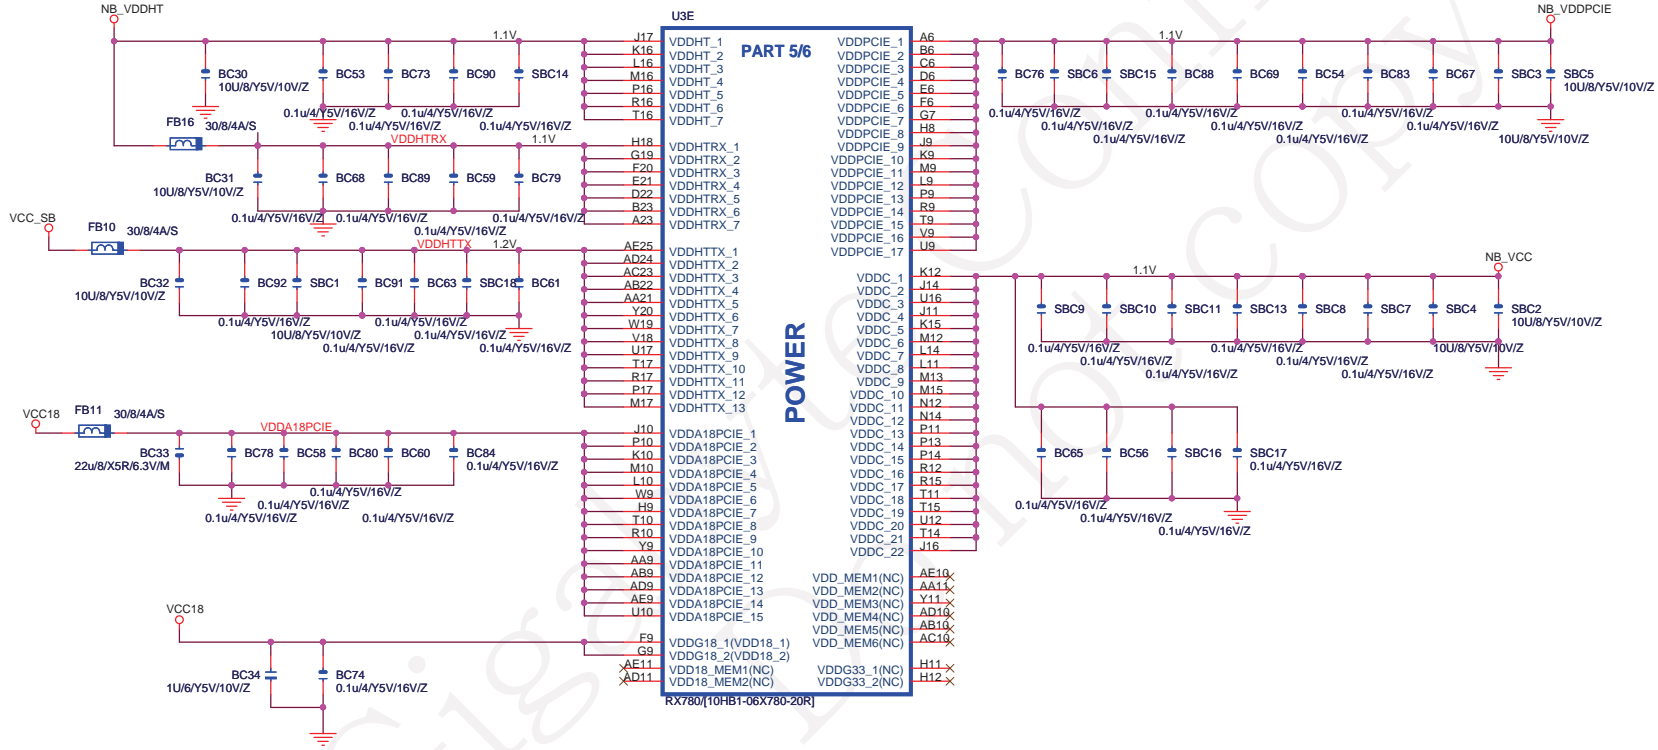 NB_VDDHT
U3E
NB_VDDPCIE
PART 5/6
POWER
1.1V
BC30
10U/8/Y5V/10V/Z
BC53
BC73
BC90
SBC14
0.1u/4/Y5V/16V/Z
0.1u/4/Y5V/16V/Z
0.1u/4/Y5V/16V/Z
0.1u/4/Y5V/16V/Z
FB16
30/8/4A/S
VDDHTRX
1.1V
BC31
10U/8/Y5V/10V/Z
BC68
BC89
BC59
BC79
0.1u/4/Y5V/16V/Z
0.1u/4/Y5V/16V/Z
0.1u/4/Y5V/16V/Z
0.1u/4/Y5V/16V/Z
VCC_SB
FB10
30/8/4A/S
VDDHTTX
1.2V
BC32
10U/8/Y5V/10V/Z
BC92
SBC1
BC91
BC63
SBC18
BC61
0.1u/4/Y5V/16V/Z
10U/8/Y5V/10V/Z
0.1u/4/Y5V/16V/Z
0.1u/4/Y5V/16V/Z
0.1u/4/Y5V/16V/Z
0.1u/4/Y5V/16V/Z
VCC18
FB11
30/8/4A/S
VDDA18PCIE
BC33
22u/8/X5R/6.3V/M
BC78
BC58
BC80
BC60
BC84
0.1u/4/Y5V/16V/Z
0.1u/4/Y5V/16V/Z
0.1u/4/Y5V/16V/Z
0.1u/4/Y5V/16V/Z
0.1u/4/Y5V/16V/Z
VCC18
BC34
1U/6/Y5V/10V/Z
BC74
0.1u/4/Y5V/16V/Z
J17 VDDHT_1
K16 VDDHT_2
L16 VDDHT_3
M16 VDDHT_4
P16 VDDHT_5
R16 VDDHT_6
T16 VDDHT_7
H18 VDDHTRX_1
G19 VDDHTRX_2
F20 VDDHTRX_3
E21 VDDHTRX_4
D22 VDDHTRX_5
B23 VDDHTRX_6
A23 VDDHTRX_7
AE25 VDDHTTX_1
AD24 VDDHTTX_2
AC23 VDDHTTX_3
AB22 VDDHTTX_4
AA21 VDDHTTX_5
Y20 VDDHTTX_6
W19 VDDHTTX_7
V18 VDDHTTX_8
U17 VDDHTTX_9
T17 VDDHTTX_10
R17 VDDHTTX_11
P17 VDDHTTX_12
M17 VDDHTTX_13
J10 VDDA18PCIE_1
P10 VDDA18PCIE_2
K10 VDDA18PCIE_3
M10 VDDA18PCIE_4
L10 VDDA18PCIE_5
W9 VDDA18PCIE_6
H9 VDDA18PCIE_7
T10 VDDA18PCIE_8
R10 VDDA18PCIE_9
Y9 VDDA18PCIE_10
AA9 VDDA18PCIE_11
AB9 VDDA18PCIE_12
AD9 VDDA18PCIE_13
AE9 VDDA18PCIE_14
U10 VDDA18PCIE_15
F9 VDDG18_1(VDD18_1)
G9 VDDG18_2(VDD18_2)
AE11 VDD18_MEM1(NC)
AD11 VDD18_MEM2(NC)
VDDPCIE_1 A6
VDDPCIE_2 B6
VDDPCIE_3 C6
VDDPCIE_4 D6
VDDPCIE_5 E6
VDDPCIE_6 F6
VDDPCIE_7 G7
VDDPCIE_8 H8
VDDPCIE_9 J9
VDDPCIE_10 K9
VDDPCIE_11 M9
VDDPCIE_12 L9
VDDPCIE_13 P9
VDDPCIE_14 R9
VDDPCIE_15 T9
VDDPCIE_16 V9
VDDPCIE_17 U9
VDDC_1 K12
VDDC_2 J14
VDDC_3 U16
VDDC_4 J11
VDDC_5 K15
VDDC_6 M12
VDDC_7 L14
VDDC_8 L11
VDDC_9 M13
VDDC_10 M15
VDDC_11 N12
VDDC_12 N14
VDDC_13 P11
VDDC_14 P13
VDDC_15 P14
VDDC_16 R12
VDDC_17 R15
VDDC_18 T11
VDDC_19 T15
VDDC_20 U12
VDDC_21 T14
VDDC_22 J16
VDD_MEM1(NC) AE10
VDD_MEM2(NC) AA11
VDD_MEM3(NC) Y11
VDD_MEM4(NC) AD10
VDD_MEM5(NC) AB10
VDD_MEM6(NC) AC10
VDDG33_1(NC) H11
VDDG33_2(NC) H12
RX780/[10HB1-06X780-20R]
1.1V
BC76
SBC6
SBC15
BC88
BC69
BC54
BC83
BC67
SBC3
SBC5
10U/8/Y5V/10V/Z
0.1u/4/Y5V/16V/Z
0.1u/4/Y5V/16V/Z
0.1u/4/Y5V/16V/Z
0.1u/4/Y5V/16V/Z
0.1u/4/Y5V/16V/Z
0.1u/4/Y5V/16V/Z
0.1u/4/Y5V/16V/Z
0.1u/4/Y5V/16V/Z
10U/8/Y5V/10V/Z
NB_VCC
1.1V
SBC9
SBC10
SBC11
SBC13
SBC8
SBC7
SBC4
SBC2
10U/8/Y5V/10V/Z
0.1u/4/Y5V/16V/Z
0.1u/4/Y5V/16V/Z
0.1u/4/Y5V/16V/Z
0.1u/4/Y5V/16V/Z
0.1u/4/Y5V/16V/Z
0.1u/4/Y5V/16V/Z
10U/8/Y5V/10V/Z
BC65
BC56
SBC16
SBC17
0.1u/4/Y5V/16V/Z
0.1u/4/Y5V/16V/Z
0.1u/4/Y5V/16V/Z
0.1u/4/Y5V/16V/Z
Gigabyte Con
Do not copy